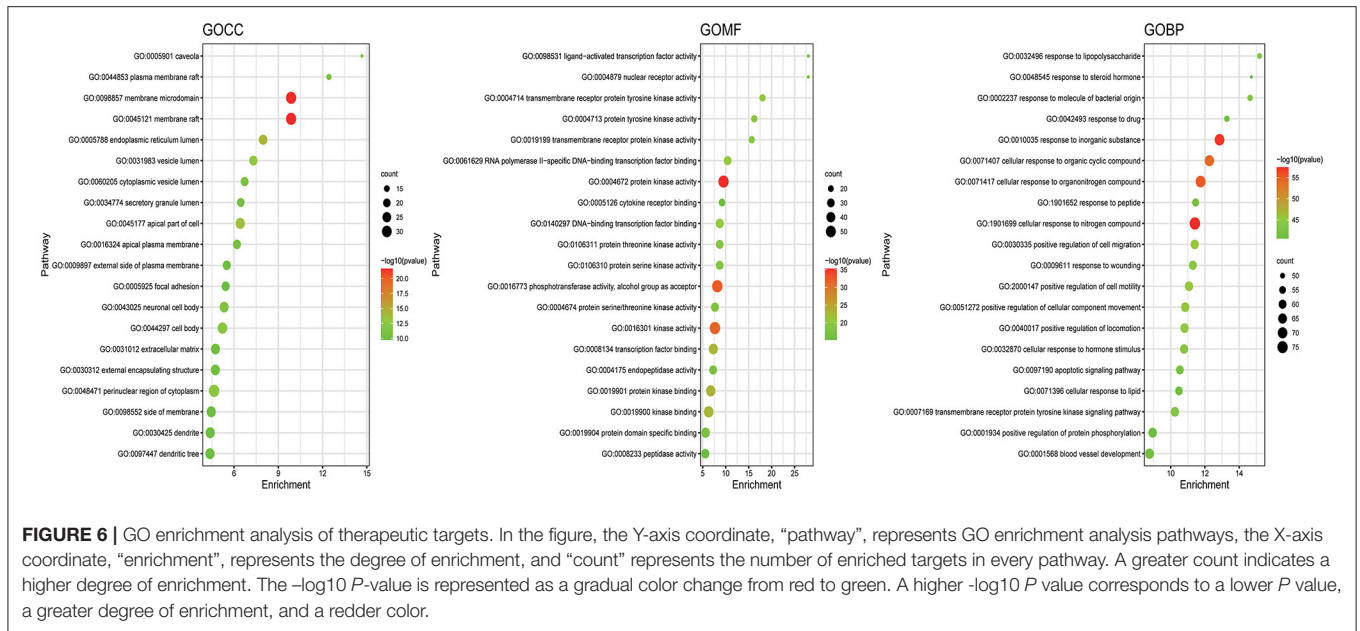 GOCC
GO:0005901 caveola
GO:0044853 plasma membrane raft
GO:0098857 membrane microdomain
GO:0045121 membrane raft
GO:0005788 endoplasmic reticulum lumen
GO:0031983 vesicle lumen
GO:0060205 cytoplasmic vesicle lumen
GO:0034774 secretory granule lumen
GO:0045177 apical part of cell
GO:0016324 apical plasma membrane
GO:0009897 external side of plasma membrane
GO:0005925 focal adhesion
GO:0043025 neuronal cell body
GO:0044297 cell body
GO:0031012 extracellular matrix
GO:0030312 external encapsulating structure
GO:0048471 perinuclear region of cytoplasm
GO:0098552 side of membrane
GO:0030425 dendrite
GO:0097447 dendritic tree
Pathway
6 9 12 15
Enrichment
count
15
20
25
30
-log10(pvalue)
20.0
17.5
15.0
12.5
10.0
GOMF
GO:0098531 ligand-activated transcription factor activity
GO:0004879 nuclear receptor activity
GO:0004714 transmembrane receptor protein tyrosine kinase activity
GO:0004713 protein tyrosine kinase activity
GO:0019199 transmembrane receptor protein kinase activity
GO:0061629 RNA polymerase II-specific DNA-binding transcription factor binding
GO:0004672 protein kinase activity
GO:0005126 cytokine receptor binding
GO:0140297 DNA-binding transcription factor binding
GO:0106311 protein threonine kinase activity
GO:0106310 protein serine kinase activity
GO:0016773 phosphotransferase activity, alcohol group as acceptor
GO:0004674 protein serine/threonine kinase activity
GO:0016301 kinase activity
GO:0008134 transcription factor binding
GO:0004175 endopeptidase activity
GO:0019901 protein kinase binding
GO:0019900 kinase binding
GO:0019904 protein domain specific binding
GO:0008233 peptidase activity
Pathway
5 10 15 20 25
Enrichment
count
20
30
40
50
-log10(pvalue)
35
30
25
20
GOBP
GO:0032496 response to lipopolysaccharide
GO:0048545 response to steroid hormone
GO:0002237 response to molecule of bacterial origin
GO:0042493 response to drug
GO:0010035 response to inorganic substance
GO:0071407 cellular response to organic cyclic compound
GO:0071417 cellular response to organonitrogen compound
GO:1901652 response to peptide
GO:1901699 cellular response to nitrogen compound
GO:0030335 positive regulation of cell migration
GO:0009611 response to wounding
GO:2000147 positive regulation of cell motility
GO:0051272 positive regulation of cellular component movement
GO:0040017 positive regulation of locomotion
GO:0032870 cellular response to hormone stimulus
GO:0097190 apoptotic signaling pathway
GO:0071396 cellular response to lipid
GO:0007169 transmembrane receptor protein tyrosine kinase signaling pathway
GO:0001934 positive regulation of protein phosphorylation
GO:0001568 blood vessel development
Pathway
10 12 14
Enrichment
-log10(pvalue)
55
50
45
count
50
55
60
65
70
75
FIGURE 6 | GO enrichment analysis of therapeutic targets. In the figure, the Y-axis coordinate, “pathway”, represents GO enrichment analysis pathways, the X-axis
coordinate, “enrichment”, represents the degree of enrichment, and “count” represents the number of enriched targets in every pathway. A greater count indicates a
higher degree of enrichment. The –log10 P-value is represented as a gradual color change from red to green. A higher -log10 P value corresponds to a lower P value,
a greater degree of enrichment, and a redder color.